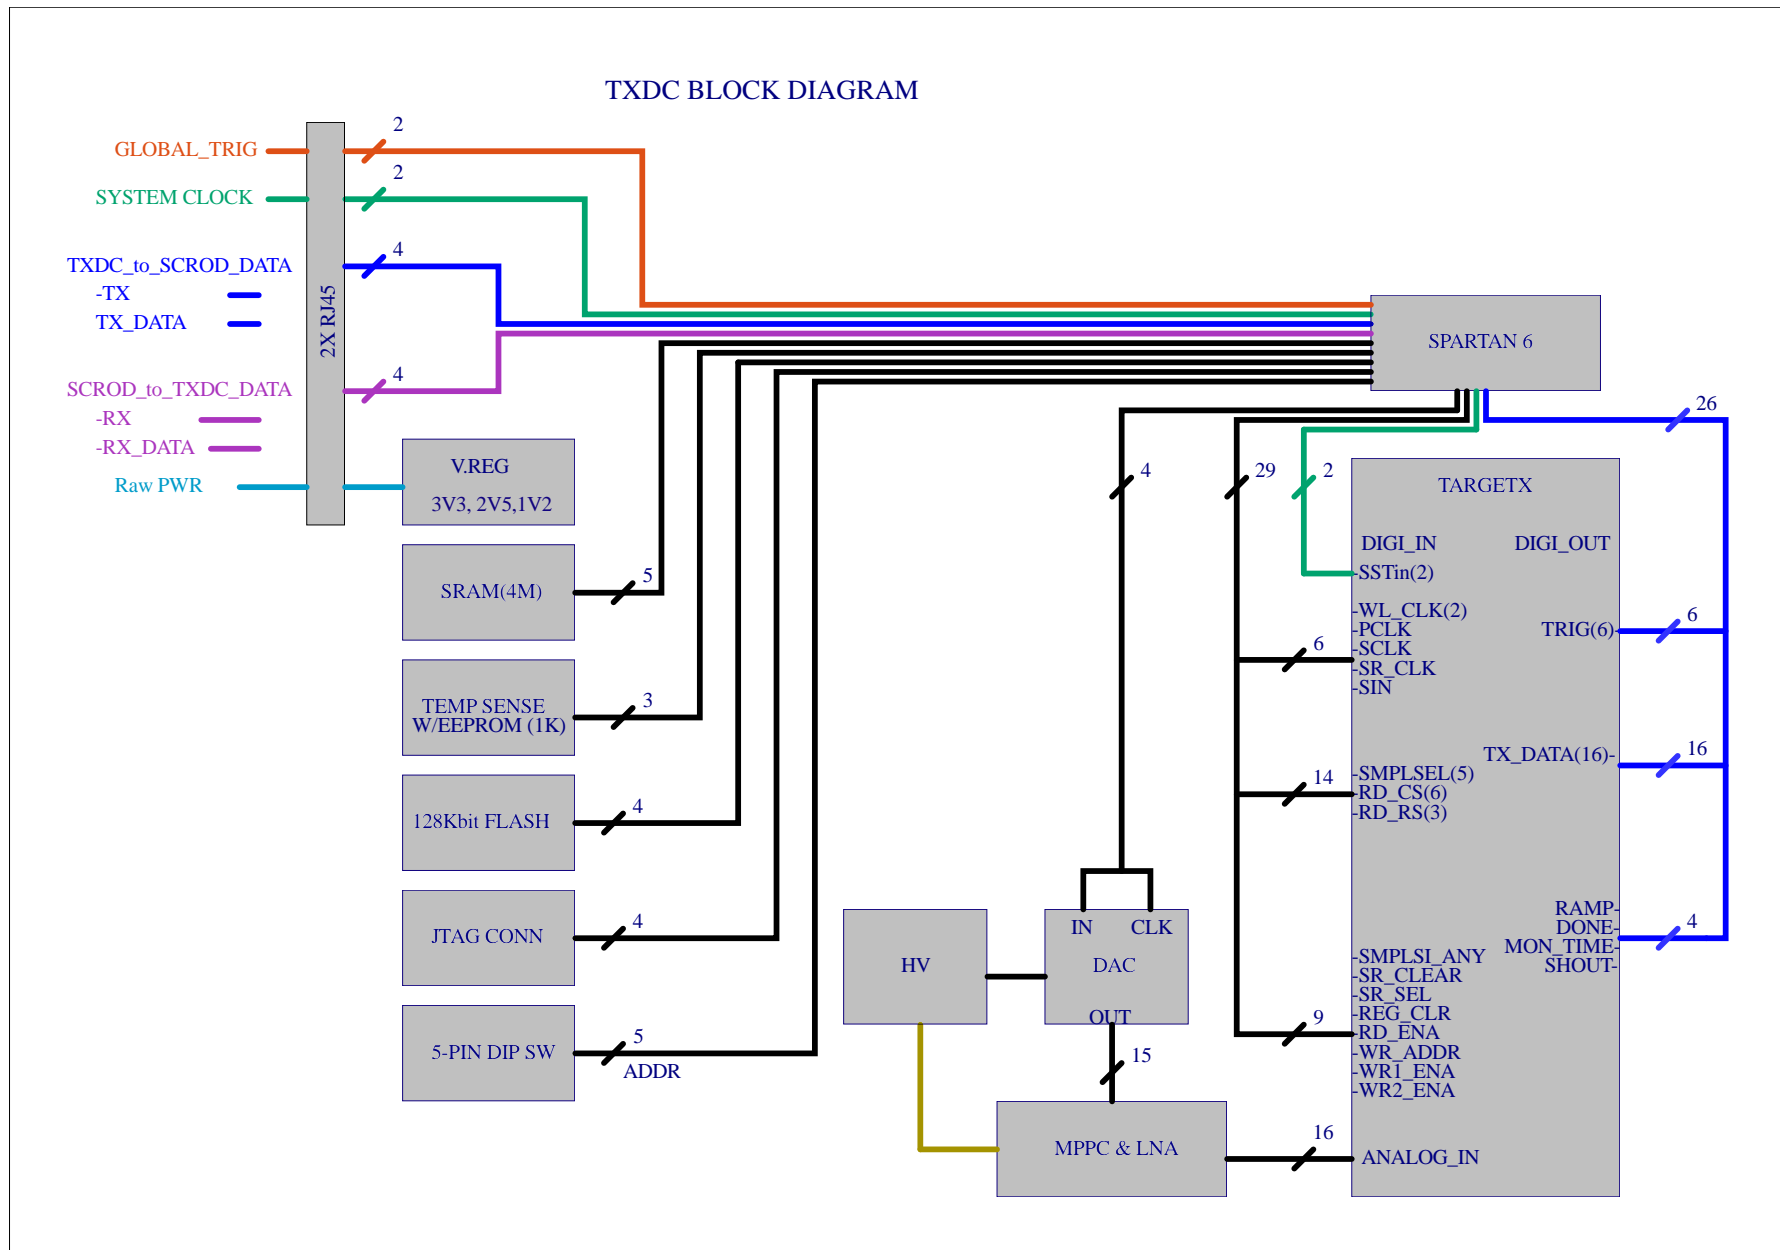 TXDC BLOCK DIAGRAM
GLOBAL_TRIG
2
SYSTEM CLOCK
2
TXDC_to_SCROD_DATA
4
-TX
TX_DATA
2X RJ45
SCROD_to_TXDC_DATA
4
-RX
-RX_DATA
Raw PWR
V.REG
3V3, 2V5,1V2
SRAM(4M)
5
TEMP SENSE
W/EEPROM (1K)
3
128Kbit FLASH
4
JTAG CONN
4
5-PIN DIP SW
5
ADDR
SPARTAN 6
4
29
2
26
TARGETX
DIGI_IN
DIGI_OUT
-SSTin(2)
-WL_CLK(2)
-PCLK
-SCLK
-SR_CLK
-SIN
6
TRIG(6)-
6
TX_DATA(16)-
16
-SMPLSEL(5)
-RD_CS(6)
-RD_RS(3)
14
RAMP-
DONE-
MON_TIME-
SHOUT-
4
-SMPLSI_ANY
-SR_CLEAR
-SR_SEL
-REG_CLR
-RD_ENA
-WR_ADDR
-WR1_ENA
-WR2_ENA
9
HV
IN
CLK
DAC
OUT
15
MPPC & LNA
16
ANALOG_IN